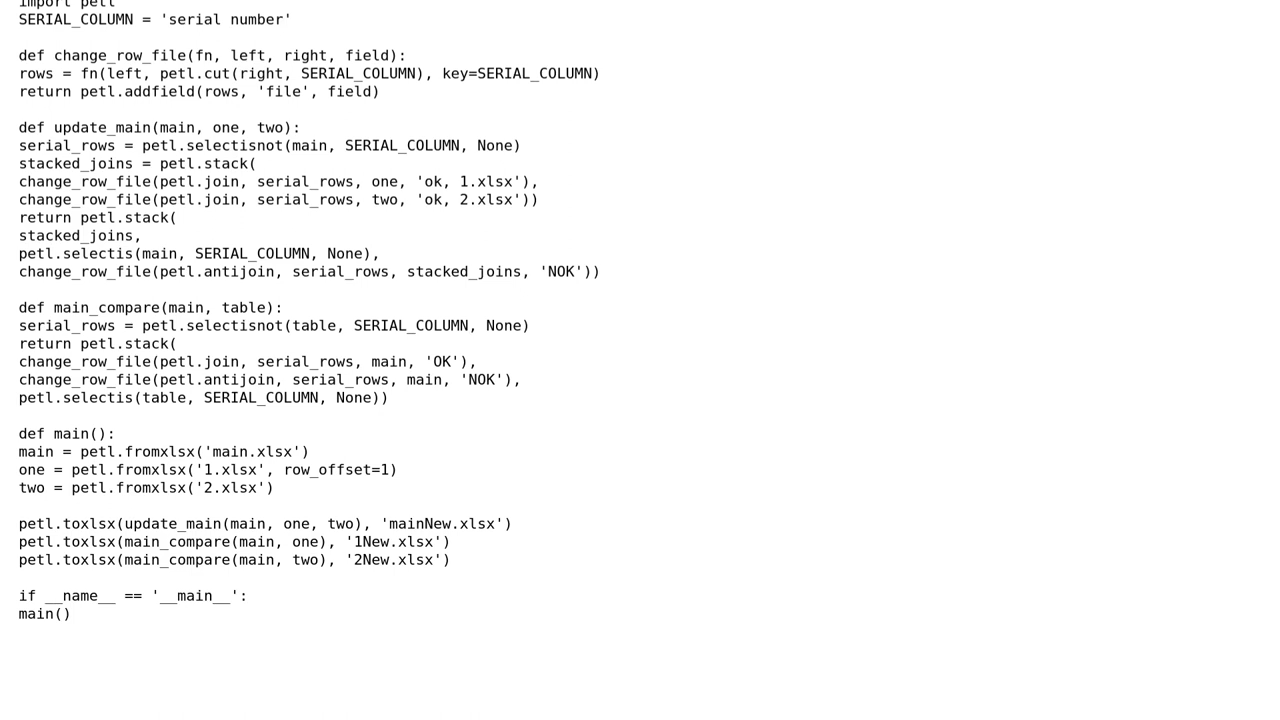 import petl
SERIAL_COLUMN = 'serial number'
def change_row_file(fn, left, right, field):
rows = fn(left, petl.cut(right, SERIAL_COLUMN), key=SERIAL_COLUMN)
return petl.addfield(rows, 'file', field)
def update_main(main, one, two):
serial_rows = petl.selectisnot(main, SERIAL_COLUMN, None)
stacked_joins = petl.stack(
change_row_file(petl.join, serial_rows, one, 'ok, 1.xlsx'),
change_row_file(petl.join, serial_rows, two, 'ok, 2.xlsx'))
return petl.stack(
stacked_joins,
petl.selectis(main, SERIAL_COLUMN, None),
change_row_file(petl.antijoin, serial_rows, stacked_joins, 'NOK'))
def main_compare(main, table):
serial_rows = petl.selectisnot(table, SERIAL_COLUMN, None)
return petl.stack(
change_row_file(petl.join, serial_rows, main, 'OK'),
change_row_file(petl.antijoin, serial_rows, main, 'NOK'),
petl.selectis(table, SERIAL_COLUMN, None))
def main():
main = petl.fromxlsx('main.xlsx')
one = petl.fromxlsx('1.xlsx', row_offset=1)
two = petl.fromxlsx('2.xlsx')
petl.toxlsx(update_main(main, one, two), 'mainNew.xlsx')
petl.toxlsx(main_compare(main, one), '1New.xlsx')
petl.toxlsx(main_compare(main, two), '2New.xlsx')
if __name__ == '__main__':
main()